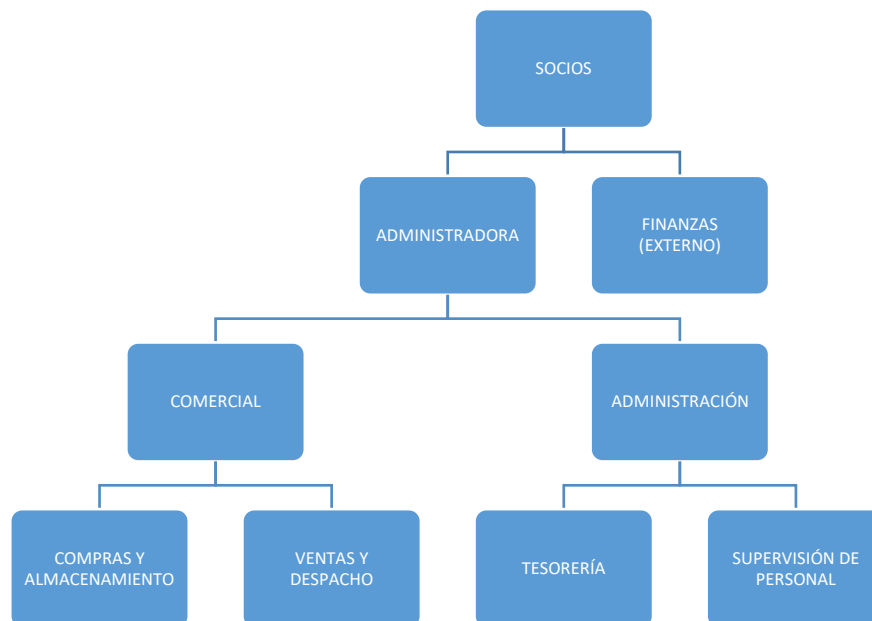 SOCIOS
ADMINISTRADORA
FINANZAS
(EXTERNO)
COMERCIAL
ADMINISTRACIÓN
COMPRAS Y
ALMACENAMIENTO
VENTAS Y
DESPACHO
TESORERÍA
SUPERVISIÓN DE
PERSONAL